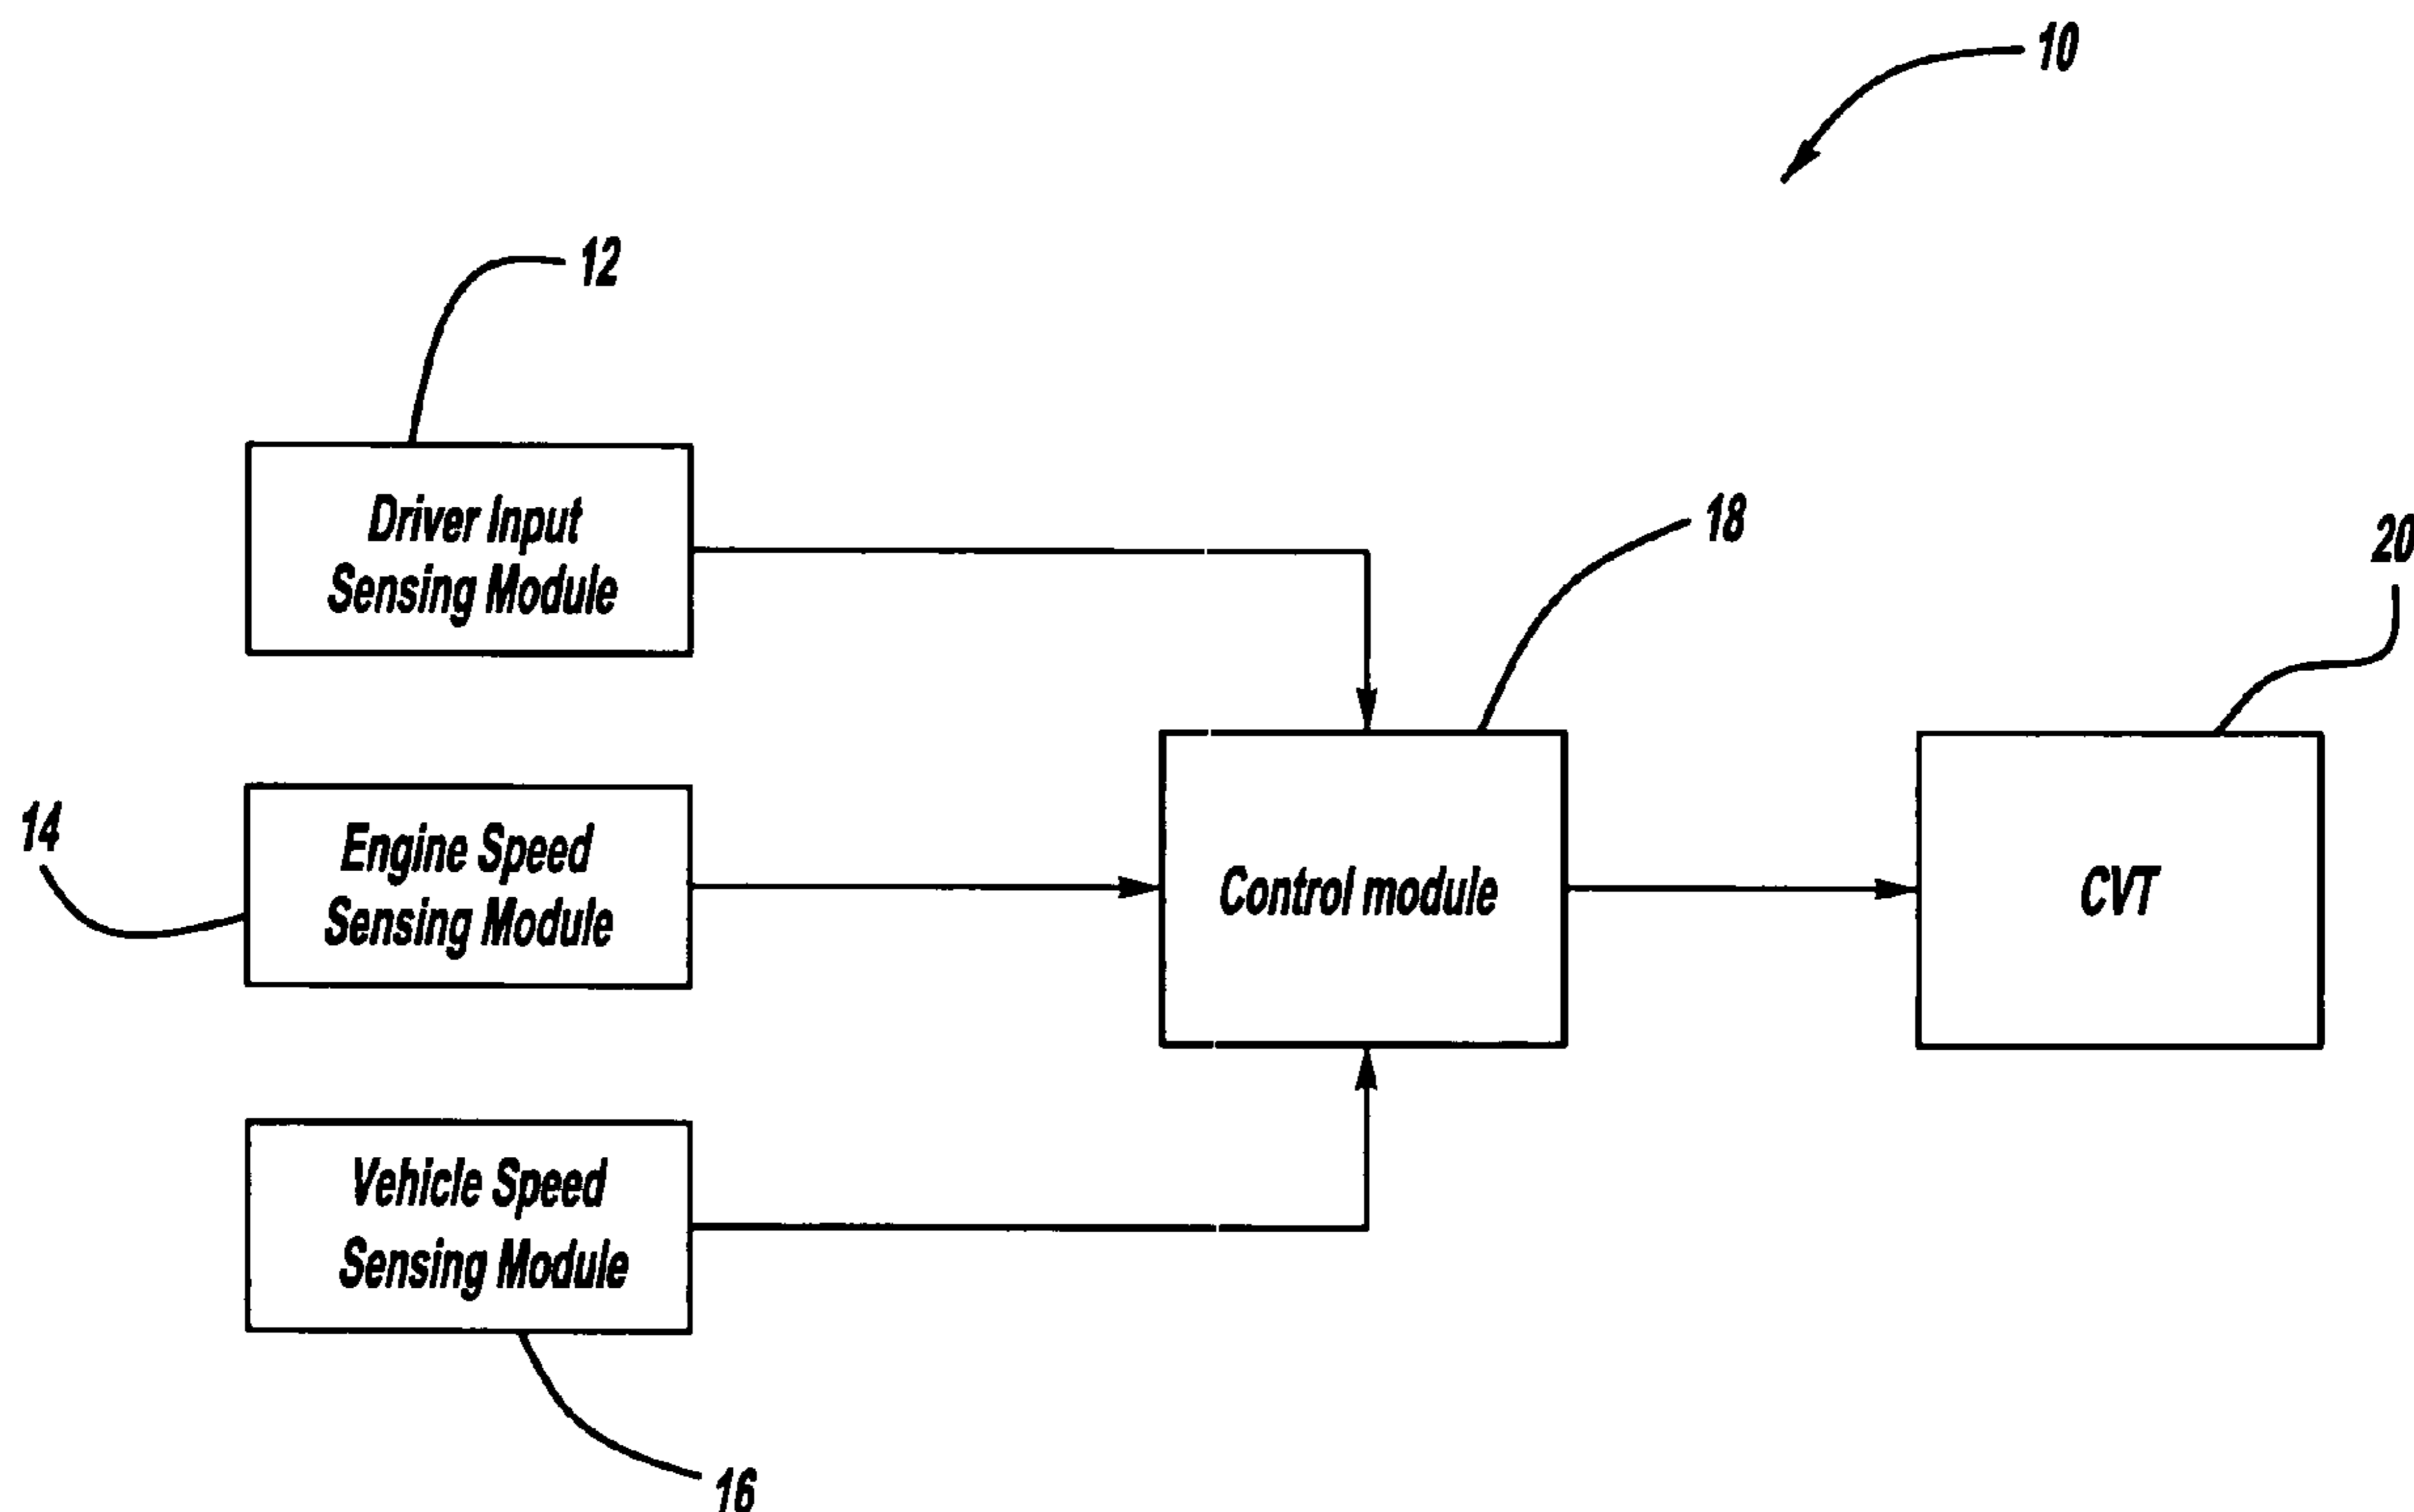 10
12
Driver Input
Sensing Module
18
20
14
Engine Speed
Sensing Module
Control module
CVT
Vehicle Speed
Sensing Module
16